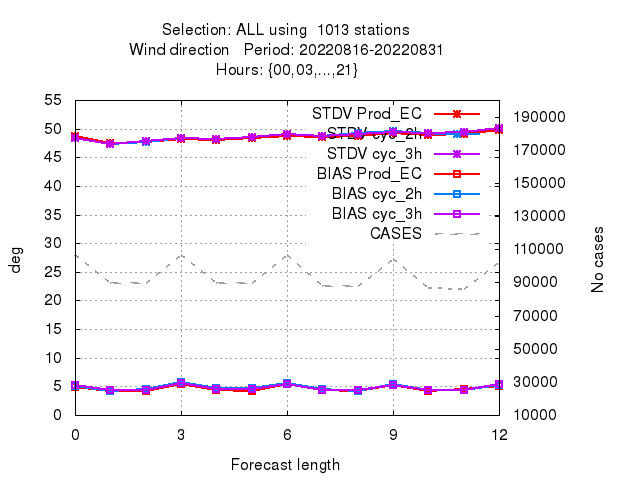 Selection: ALL using  1013 stations
Wind direction   Period: 20220816-20220831
Hours: {00,03,...,21}
55
50
45
40
35
30
25
20
15
10
5
0
deg
STDV Prod_EC
STDV cyc_2h
STDV cyc_3h
BIAS Prod_EC
BIAS cyc_2h
BIAS cyc_3h
CASES
190000
170000
150000
130000
110000
90000
70000
50000
30000
10000
No cases
0 3 6 9 12
Forecast length